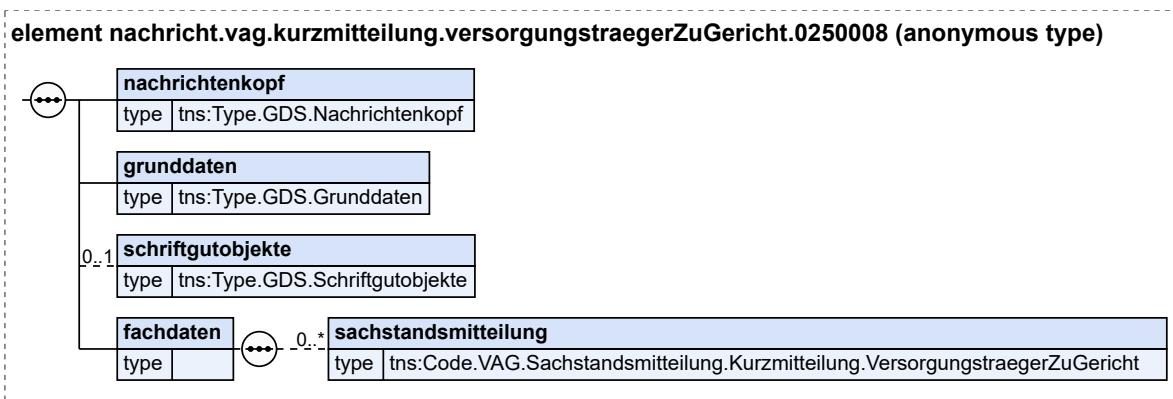 element nachricht.vag.kurzmitteilung.versorgungstraegerZuGericht.0250008 (anonymous type)
nachrichtenkopf
type tns:Type.GDS.Nachrichtenkopf
grunddaten
type tns:Type.GDS.Grunddaten
0..1 schriftgutobjekte
type tns:Type.GDS.Schriftgutobjekte
fachdaten
type
0..* sachstandsmitteilung
type tns:Code.VAG.Sachstandsmitteilung.Kurzmitteilung.VersorgungstraegerZuGericht